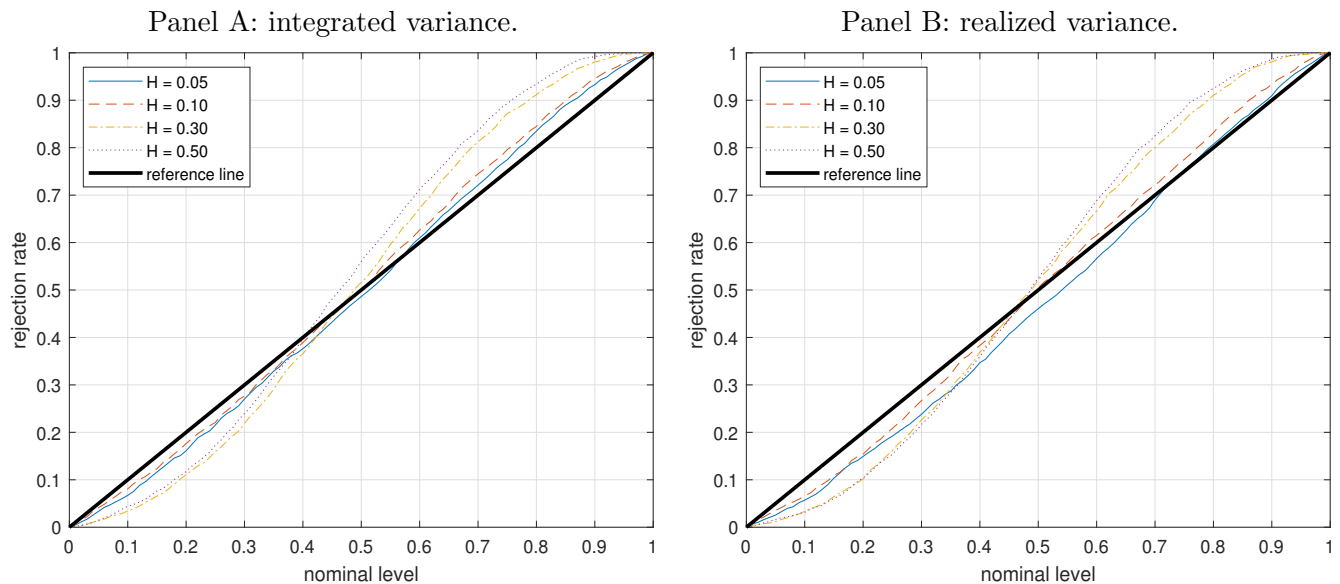 Panel A: integrated variance.
1
0.9
0.8
0.7
0.6
0.5
0.4
0.3
0.2
0.1
0
rejection rate
H = 0.05
H = 0.10
H = 0.30
H = 0.50
reference line
0 0.1 0.2 0.3 0.4 0.5 0.6 0.7 0.8 0.9 1
nominal level
Panel B: realized variance.
1
0.9
0.8
0.7
0.6
0.5
0.4
0.3
0.2
0.1
0
rejection rate
H = 0.05
H = 0.10
H = 0.30
H = 0.50
reference line
0 0.1 0.2 0.3 0.4 0.5 0.6 0.7 0.8 0.9 1
nominal level